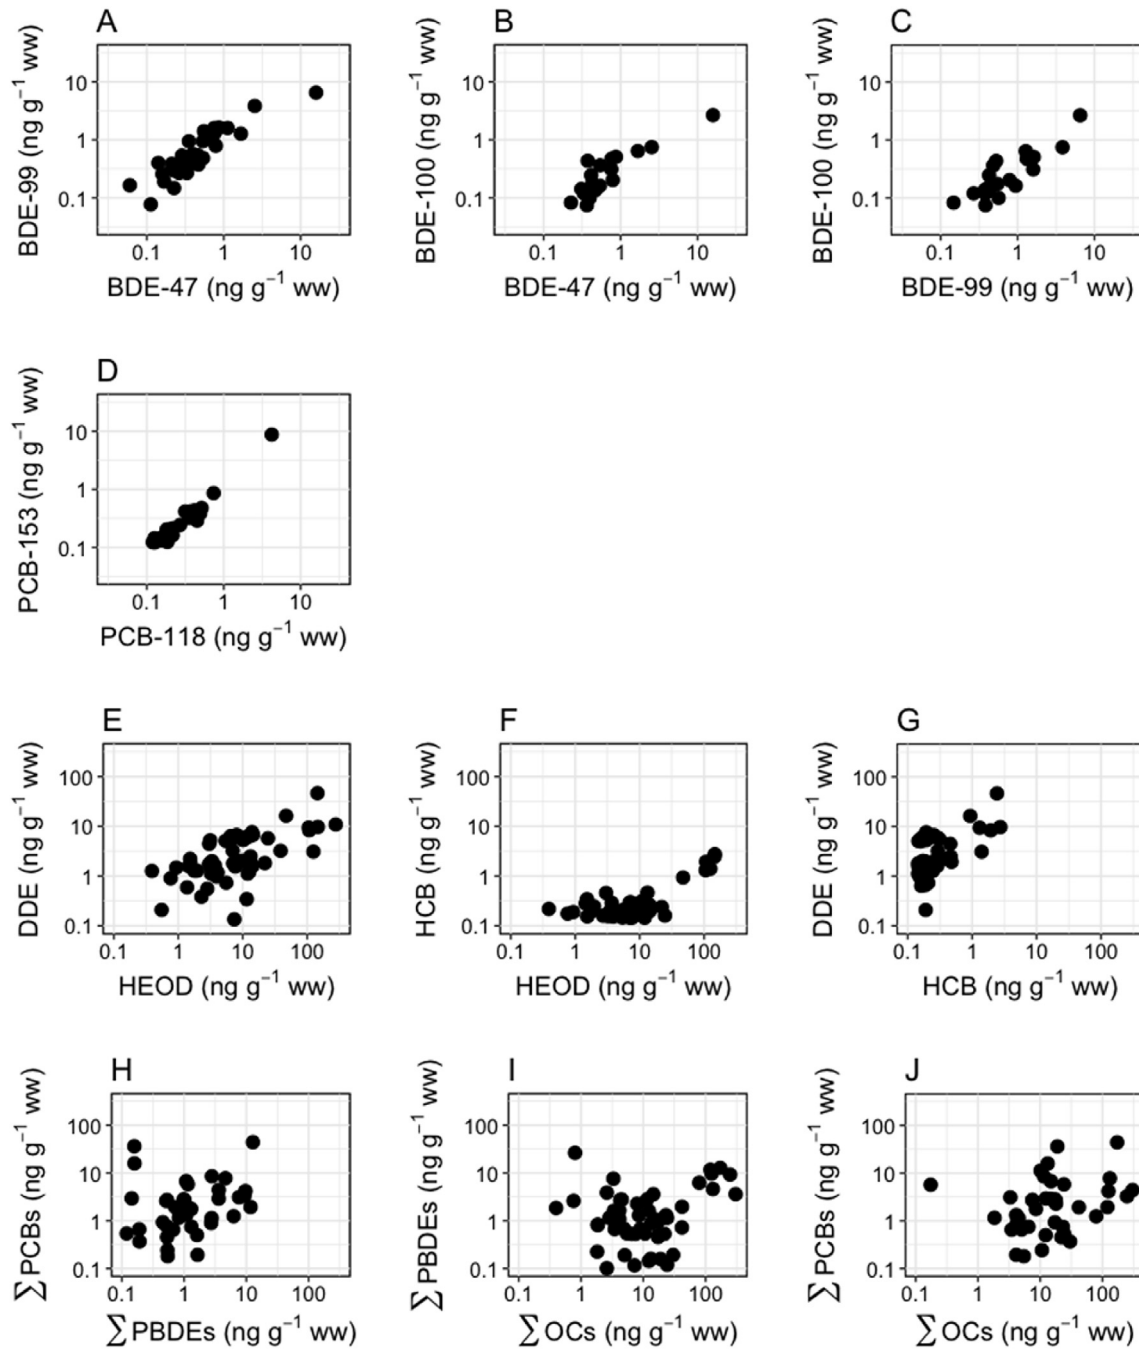 A
B
C
BDE-99 (ng g⁻¹ ww)
10
1
0.1
0.1 1 10
BDE-47 (ng g⁻¹ ww)
BDE-100 (ng g⁻¹ ww)
10
1
0.1
0.1 1 10
BDE-47 (ng g⁻¹ ww)
BDE-100 (ng g⁻¹ ww)
10
1
0.1
0.1 1 10
BDE-99 (ng g⁻¹ ww)
D
PCB-153 (ng g⁻¹ ww)
10
1
0.1
0.1 1 10
PCB-118 (ng g⁻¹ ww)
E
F
G
DDE (ng g⁻¹ ww)
100
10
1
0.1
0.1 1 10 100
HEOD (ng g⁻¹ ww)
HCB (ng g⁻¹ ww)
100
10
1
0.1
0.1 1 10 100
HEOD (ng g⁻¹ ww)
DDE (ng g⁻¹ ww)
100
10
1
0.1
0.1 1 10 100
HCB (ng g⁻¹ ww)
H
I
J
∑PCBs (ng g⁻¹ ww)
100
10
1
0.1
0.1 1 10 100
∑PBDEs (ng g⁻¹ ww)
∑PBDEs (ng g⁻¹ ww)
100
10
1
0.1
0.1 1 10 100
∑OCs (ng g⁻¹ ww)
∑PCBs (ng g⁻¹ ww)
100
10
1
0.1
0.1 1 10 100
∑OCs (ng g⁻¹ ww)